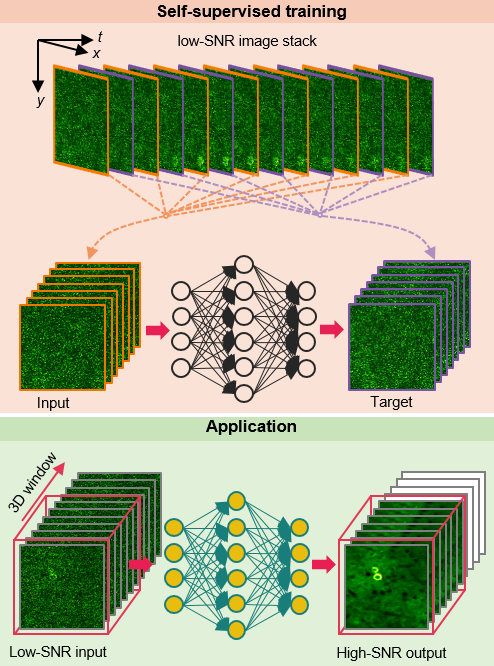 Self-supervised training
low-SNR image stack
t
x
y
Input
Target
Application
3D window
Low-SNR input
High-SNR output